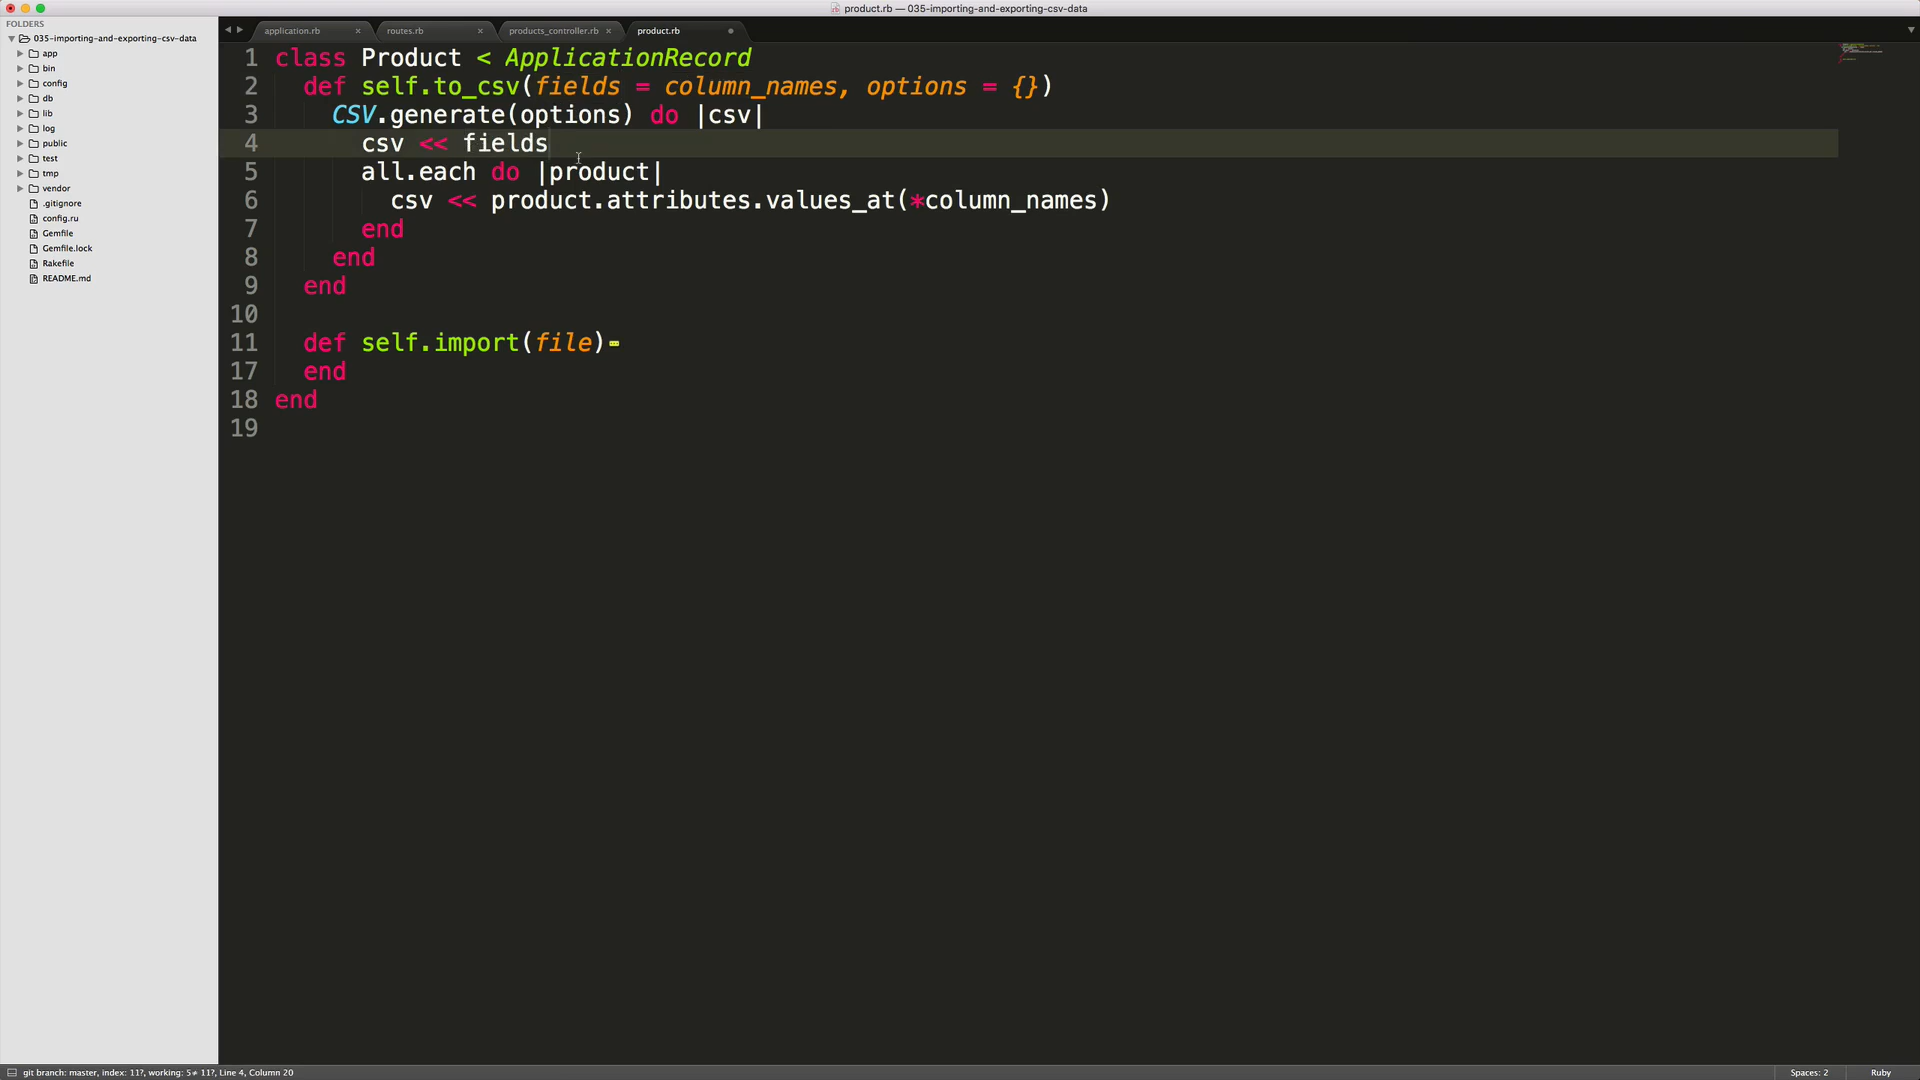 product.rb — 035-importing-and-exporting-csv-data
FOLDERS
035-importing-and-exporting-csv-data
app
bin
config
db
lib
log
public
test
tmp
vendor
.gitignore
config.ru
Gemfile
Gemfile.lock
Rakefile
README.md
application.rb × routes.rb × products_controller.rb × product.rb
1 class Product < ApplicationRecord
2 def self.to_csv(fields = column_names, options = {})
3 CSV.generate(options) do |csv|
4 csv << fields
5 all.each do |product|
6 csv << product.attributes.values_at(*column_names)
7 end
8 end
9 end
10
11 def self.import(file)
17 end
18 end
19
git branch: master, index: 11?, working: 5≠ 11?, Line 4, Column 20 Spaces: 2 Ruby